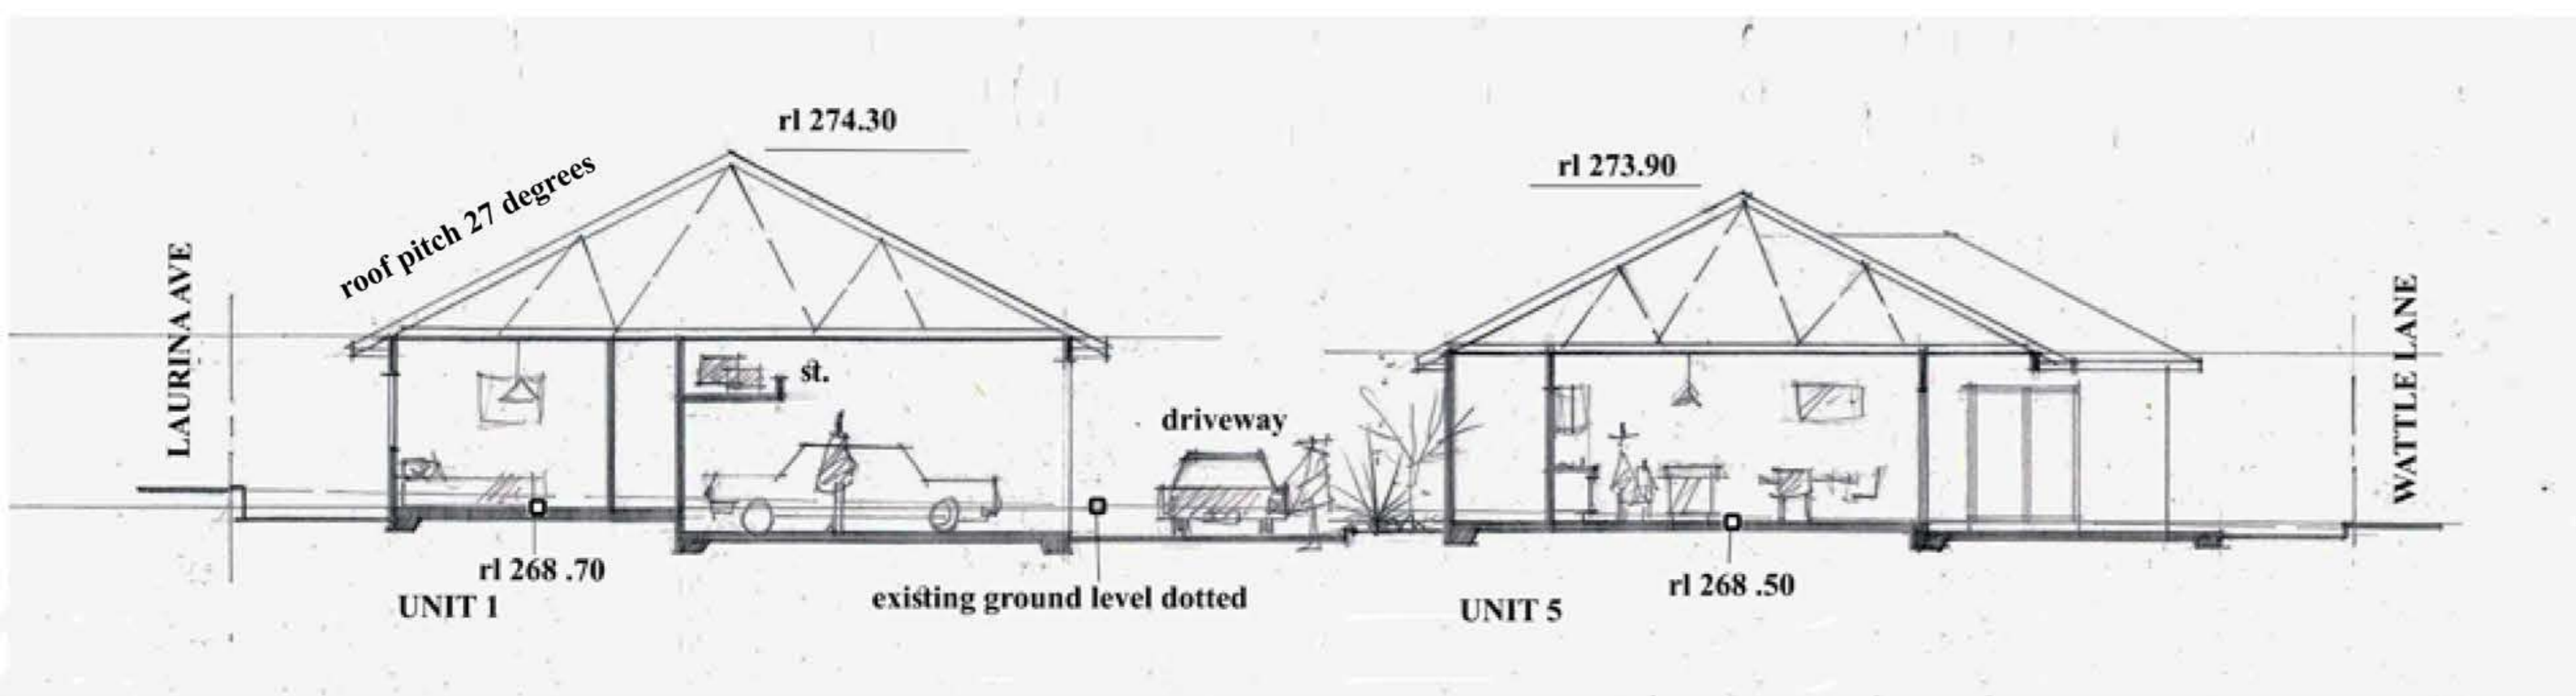 rl 274.30
rl 273.90
roof pitch 27 degrees
LAURINA AVE
WATTLE LANE
st.
driveway
rl 268 .70
rl 268 .50
existing ground level dotted
UNIT 1
UNIT 5